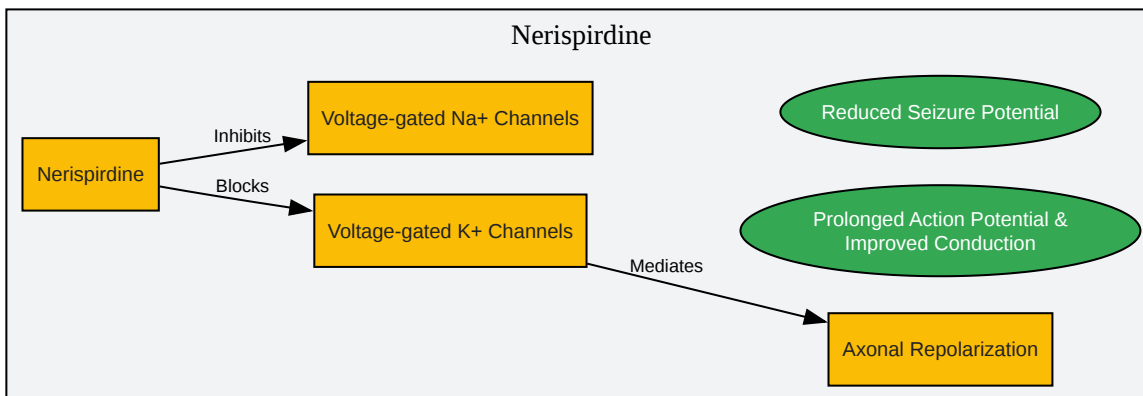 Nerispirdine
Voltage-gated Na+ Channels
Reduced Seizure Potential
Inhibits
Nerispirdine
Blocks
Voltage-gated K+ Channels
Prolonged Action Potential &
Improved Conduction
Mediates
Axonal Repolarization